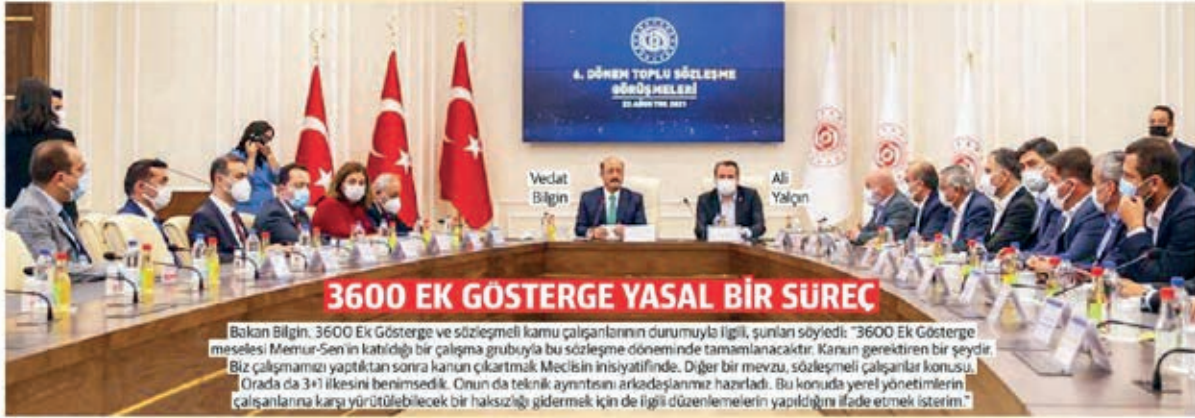 6. DÖNEM TOPLU SÖZLEŞME
GÖRÜŞMELERİ
23 AĞUSTOS 2021
Vedat
Bilgin
Ali
Yalçın
3600 EK GÖSTERGE YASAL BİR SÜREÇ
Bakan Bilgin, 3600 Ek Gösterge ve sözleşmeli kamu çalışanlarının durumuyla ilgili, şunları söyledi: "3600 Ek Gösterge
meselesi Memur-Sen'in katıldığı bir çalışma grubuyla bu sözleşme döneminde tamamlanacaktır. Kanun gerektiren bir şeydir.
Biz çalışmamızı yaptıktan sonra kanun çıkartmak Meclisin inisiyatifinde. Diğer bir mevzu, sözleşmeli çalışanlar konusu.
Orada da 3+1 ilkesini benimsedik. Onun da teknik ayrıntısını arkadaşlarımız hazırladı. Bu konuda yerel yönetimlerin
çalışanlarına karşı yürütülebilecek bir haksızlığı gidermek için de ilgili düzenlemelerin yapıldığını ifade etmek isterim."